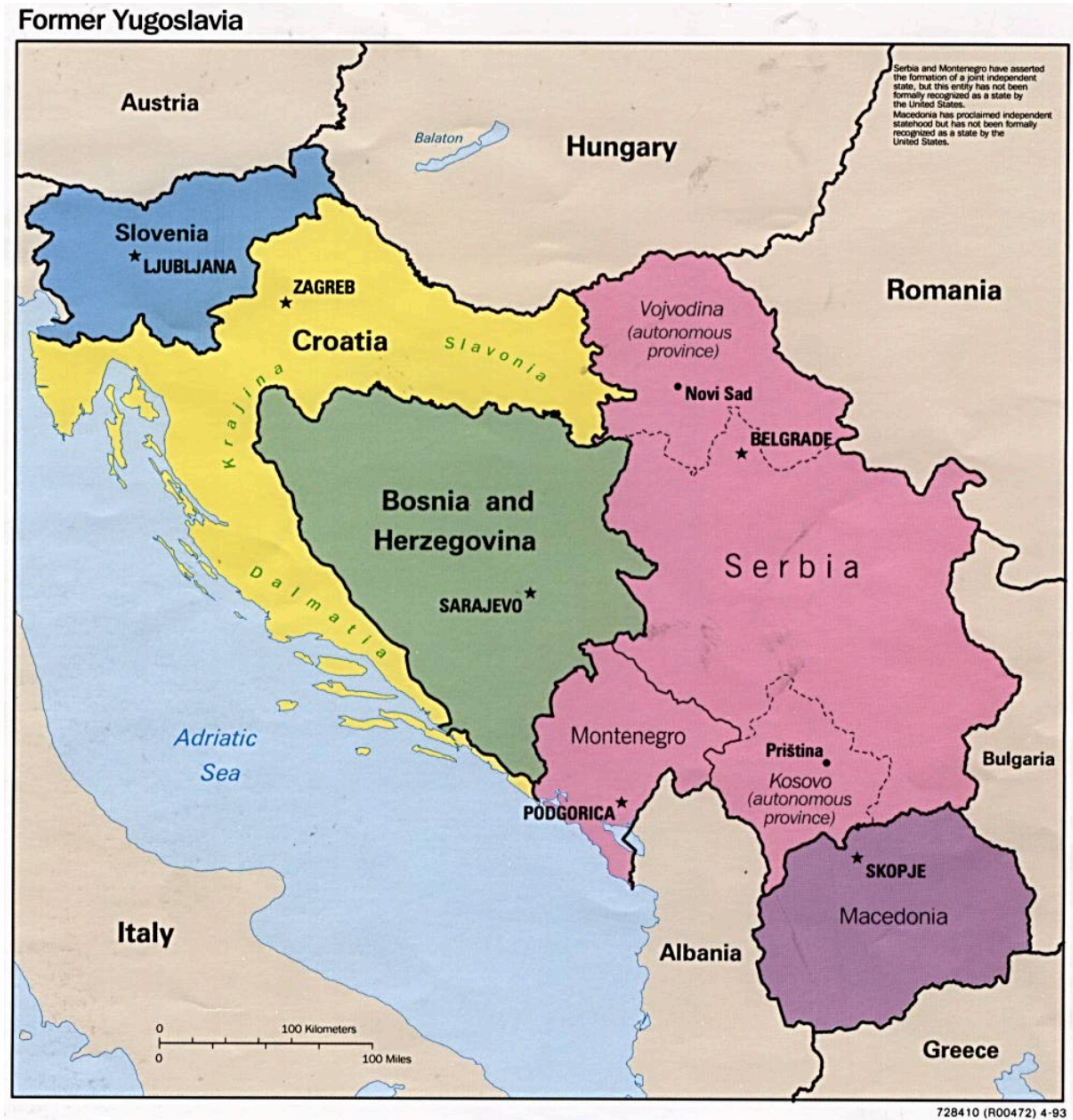 Former Yugoslavia
Serbia and Montenegro have asserted
the formation of a joint independent
state, but this entity has not been
formally recognized as a state by
the United States.
Macedonia has proclaimed independent
statehood but has not been formally
recognized as a state by the
United States.
Austria
Balaton
Hungary
Slovenia
LJUBLJANA
ZAGREB
Croatia
Slavonia
Krajina
Vojvodina
(autonomous
province)
Romania
Novi Sad
BELGRADE
Bosnia and
Herzegovina
Serbia
SARAJEVO
Dalmatia
Adriatic
Sea
Montenegro
Priština
Kosovo
(autonomous
province)
Bulgaria
PODGORICA
SKOPJE
Macedonia
Italy
Albania
0 100 Kilometers
0 100 Miles
Greece
728410 (R00472) 4-93